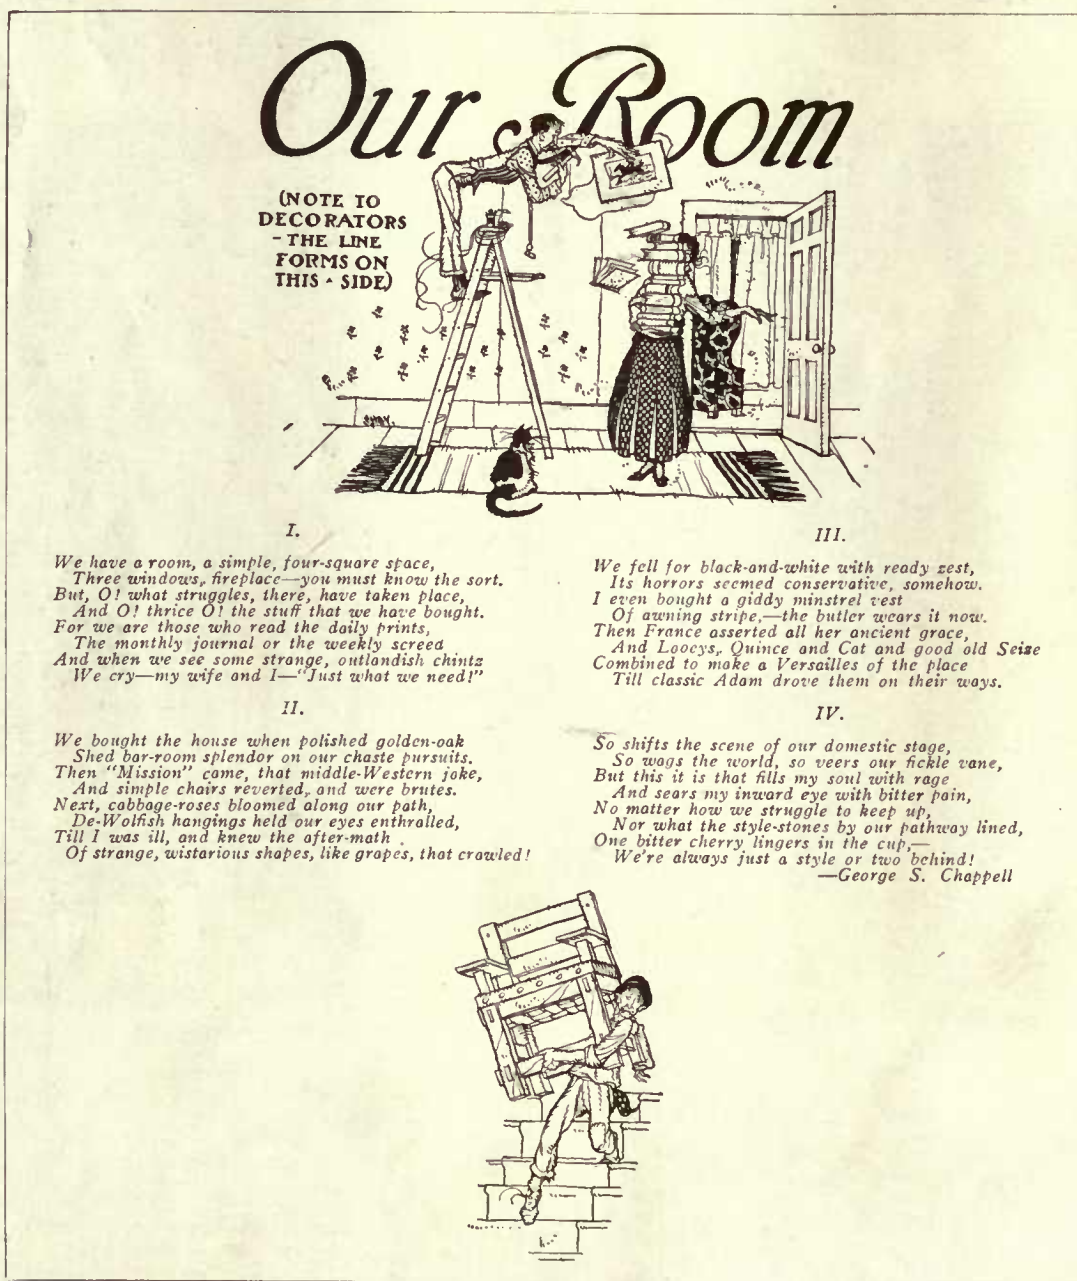 Our Room
(NOTE TO
DECORATORS
- THE LINE
FORMS ON
THIS - SIDE)
I.
We have a room, a simple, four-square space,
Three windows, fireplace—you must know the sort.
But, O! what struggles, there, have taken place,
And O! thrice O! the stuff that we have bought.
For we are those who read the daily prints,
The monthly journal or the weekly screed
And when we see some strange, outlandish chintz
We cry—my wife and I—"Just what we need!"
II.
We bought the house when polished golden-oak
Shed bar-room splendor on our chaste pursuits.
Then "Mission" came, that middle-Western joke,
And simple chairs reverted, and were brutes.
Next, cabbage-roses bloomed along our path,
De-Wolfish hangings held our eyes enthralled,
Till I was ill, and knew the after-math
Of strange, wistarious shapes, like grapes, that crawled!
III.
We fell for black-and-white with ready zest,
Its horrors seemed conservative, somehow.
I even bought a giddy minstrel vest
Of awning stripe,—the butler wears it now.
Then France asserted all her ancient grace,
And Looeys, Quince and Cat and good old Seize
Combined to make a Versailles of the place
Till classic Adam drove them on their ways.
IV.
So shifts the scene of our domestic stage,
So wags the world, so veers our fickle vane,
But this it is that fills my soul with rage
And sears my inward eye with bitter pain,
No matter how we struggle to keep up,
Nor what the style-stones by our pathway lined,
One bitter cherry lingers in the cup,—
We're always just a style or two behind!
—George S. Chappell